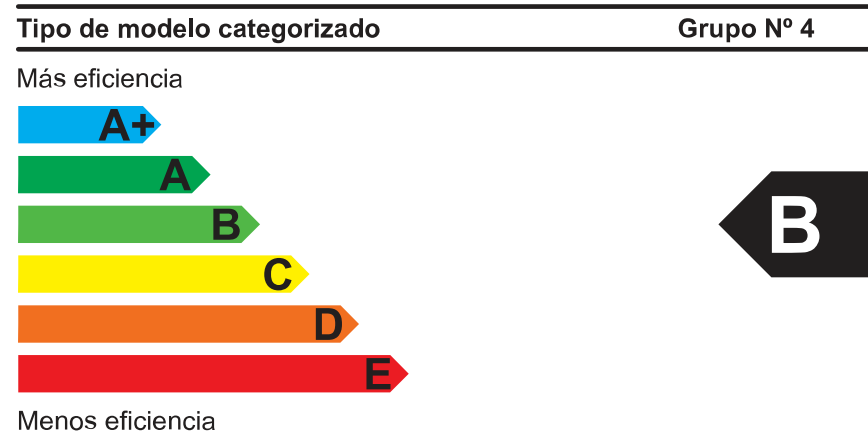 Tipo de modelo categorizado Grupo Nº 4
Más eficiencia
A+
A
B
B
C
D
E
Menos eficiencia